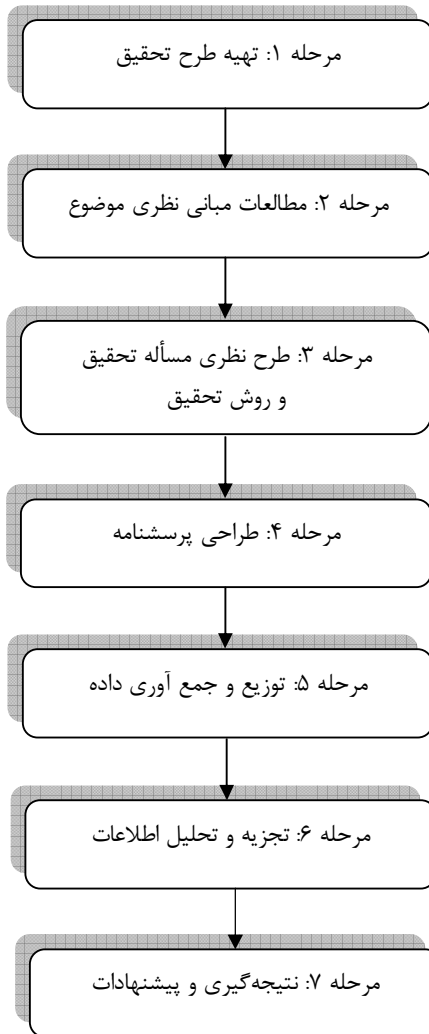 مرحله ۱: تهیه طرح تحقیق
مرحله ۲: مطالعات مبانی نظری موضوع
مرحله ۳: طرح نظری مسأله تحقیق
و روش تحقیق
مرحله ۴: طراحی پرسشنامه
مرحله ۵: توزیع و جمع آوری داده
مرحله ۶: تجزیه و تحلیل اطلاعات
مرحله ۷: نتیجه‌گیری و پیشنهادات